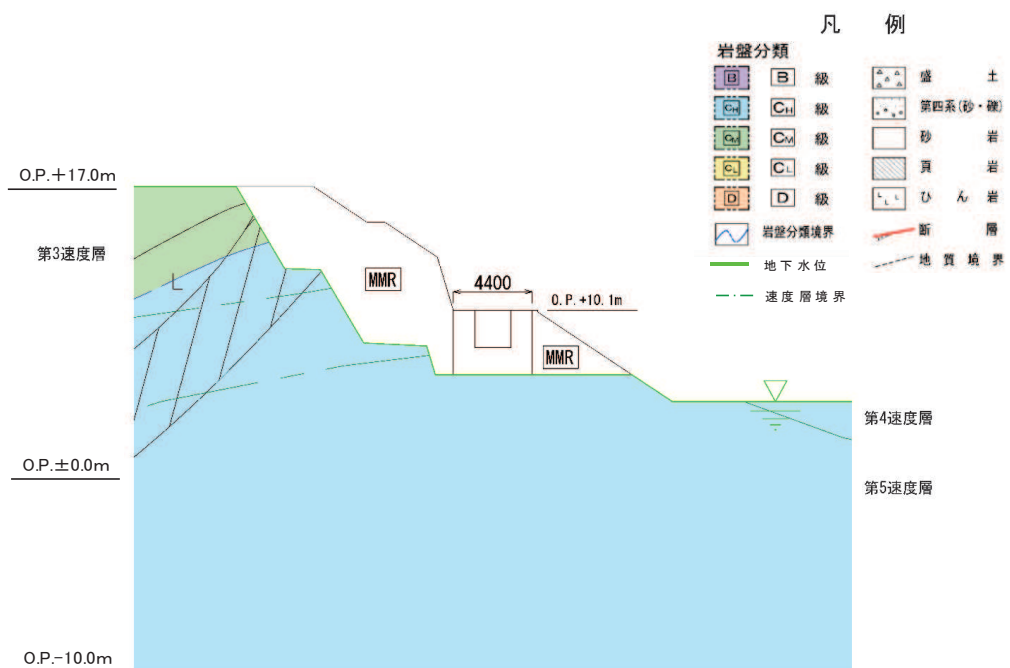 凡 例
岩盤分類
B B 級
CH CH 級
CM CM 級
CL CL 級
D D 級
岩盤分類境界
地下水位
速度層境界
盛 土
第四系(砂・礫)
砂 岩
頁 岩
ひ ん 岩
断 層
地 質 境 界
O.P.+17.0m
第3速度層
L
MMR
4400
O.P.+10.1m
MMR
第4速度層
O.P.±0.0m
第5速度層
O.P.-10.0m